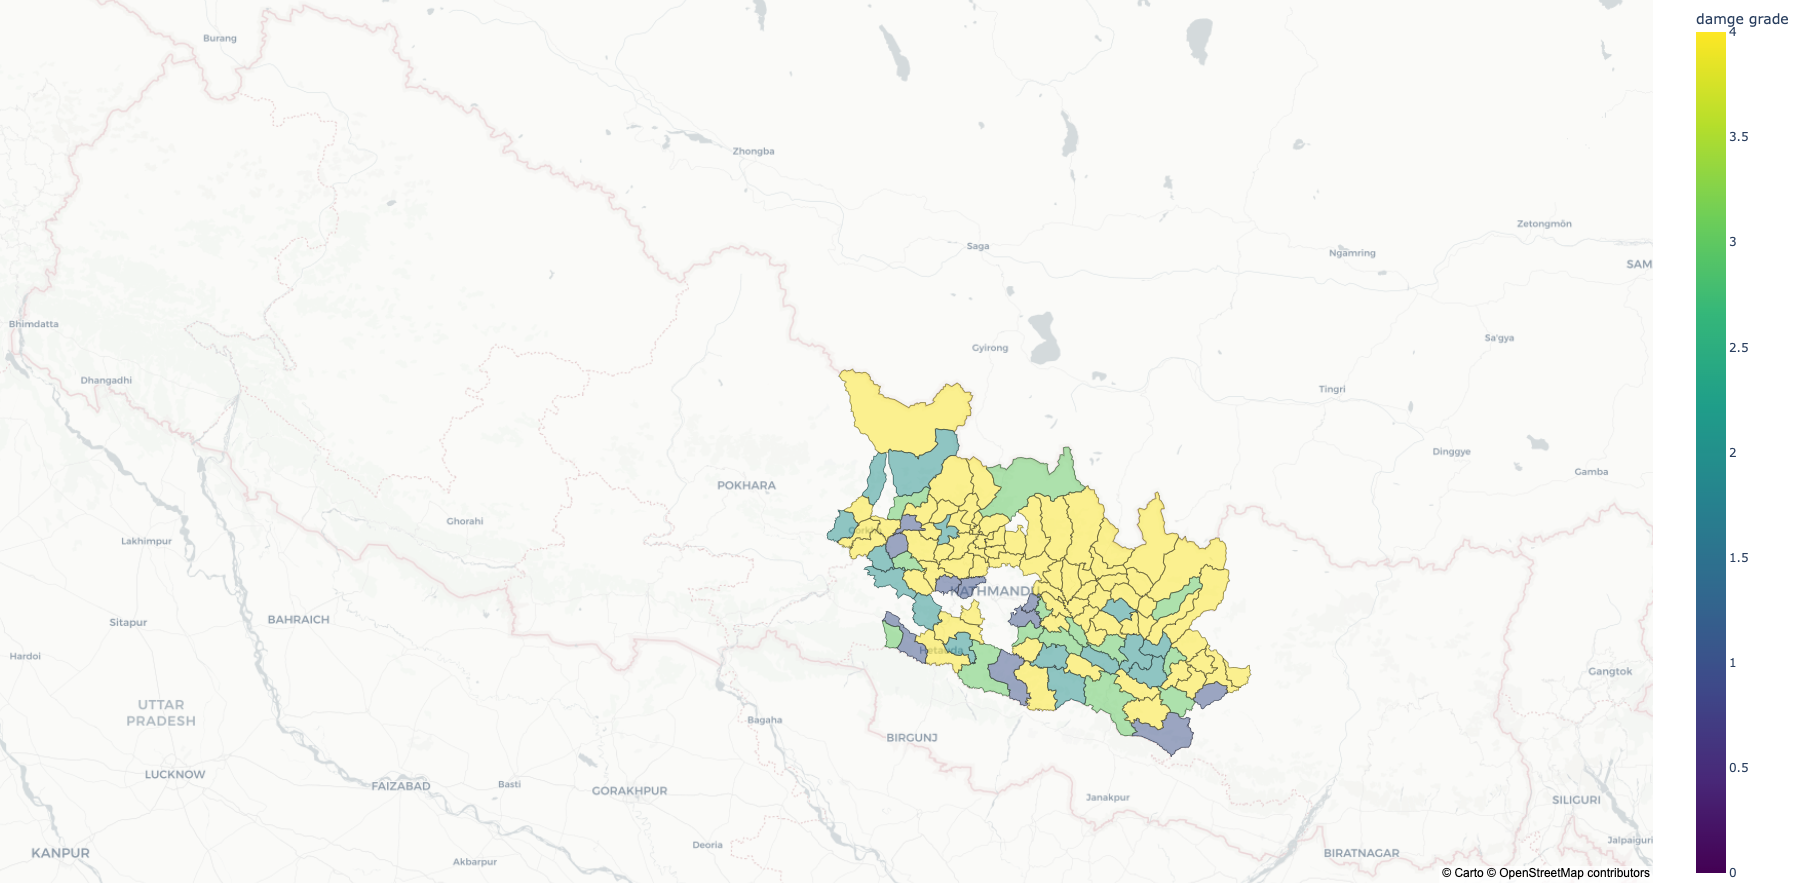 damge grade
4
Burang
3.5
Zhongba
Zetongmön
3
Saga
Ngamring
SAM
Bhimdatta
Gyirong
Sa'gya
2.5
Dhangadhi
Tingri
Dinggye
2
Gamba
POKHARA
Ghorahi
Lakhimpur
1.5
KATHMANDU
BAHRAICH
Sitapur
Hardoi
Hetauda
1
Gangtok
UTTAR
PRADESH
Bagaha
BIRGUNJ
0.5
LUCKNOW
FAIZABAD
Basti
GORAKHPUR
Janakpur
SILIGURI
Jalpaiguri
Deoria
KANPUR
Akbarpur
BIRATNAGAR
© Carto © OpenStreetMap contributors
0